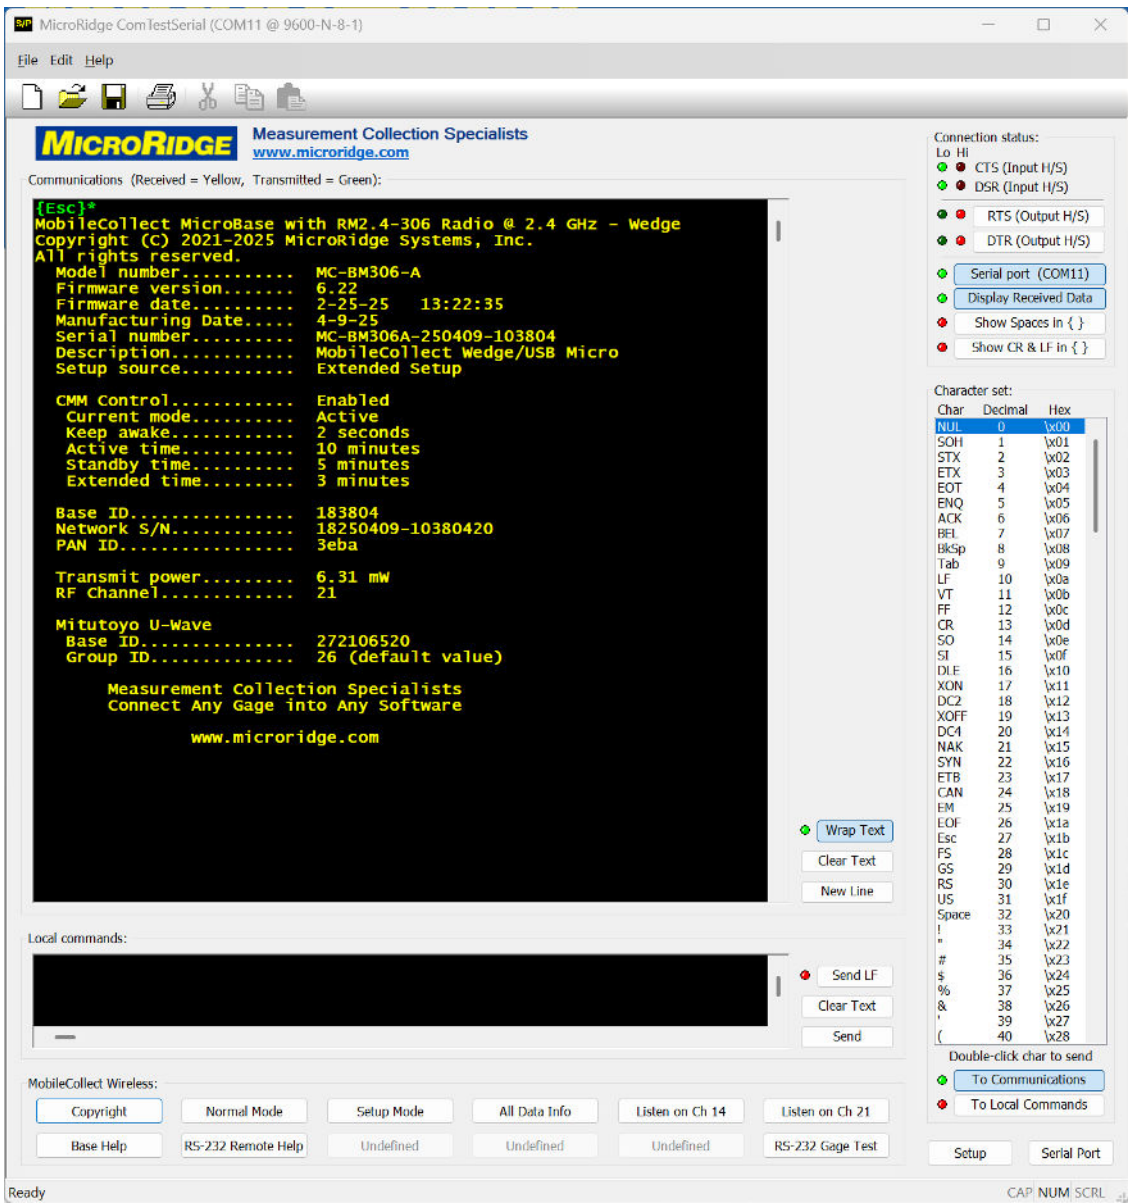 MicroRidge ComTestSerial (COM11 @ 9600-N-8-1)
File Edit Help
MICRORIDGE
Measurement Collection Specialists
www.microridge.com
Communications (Received = Yellow, Transmitted = Green):
{Esc}*
MobileCollect MicroBase with RM2.4-306 Radio @ 2.4 GHz - Wedge
Copyright (C) 2021-2025 MicroRidge Systems, Inc.
All rights reserved.
Model number........... MC-BM306-A
Firmware version....... 6.22
Firmware date.......... 2-25-25 13:22:35
Manufacturing Date..... 4-9-25
Serial number.......... MC-BM306A-250409-103804
Description............ MobileCollect Wedge/USB Micro
Setup source........... Extended Setup
CMM Control............ Enabled
Current mode.......... Active
Keep awake............ 2 seconds
Active time........... 10 minutes
Standby time.......... 5 minutes
Extended time......... 3 minutes
Base ID................ 183804
Network S/N............ 18250409-10380420
PAN ID................. 3eba
Transmit power......... 6.31 mW
RF Channel............. 21
Mitutoyo U-Wave
Base ID............... 272106520
Group ID.............. 26 (default value)
Measurement Collection Specialists
Connect Any Gage into Any Software
www.microridge.com
Wrap Text
Clear Text
New Line
Local commands:
Send LF
Clear Text
Send
MobileCollect Wireless:
Copyright Normal Mode Setup Mode All Data Info Listen on Ch 14 Listen on Ch 21
Base Help RS-232 Remote Help Undefined Undefined Undefined RS-232 Gage Test
Connection status:
Lo Hi
CTS (Input H/S)
DSR (Input H/S)
RTS (Output H/S)
DTR (Output H/S)
Serial port (COM11)
Display Received Data
Show Spaces in { }
Show CR & LF in { }
Character set:
Char Decimal Hex
NUL 0 \x00
SOH 1 \x01
STX 2 \x02
ETX 3 \x03
EOT 4 \x04
ENQ 5 \x05
ACK 6 \x06
BEL 7 \x07
BkSp 8 \x08
Tab 9 \x09
LF 10 \x0a
VT 11 \x0b
FF 12 \x0c
CR 13 \x0d
SO 14 \x0e
SI 15 \x0f
DLE 16 \x10
XON 17 \x11
DC2 18 \x12
XOFF 19 \x13
DC4 20 \x14
NAK 21 \x15
SYN 22 \x16
ETB 23 \x17
CAN 24 \x18
EM 25 \x19
EOF 26 \x1a
Esc 27 \x1b
FS 28 \x1c
GS 29 \x1d
RS 30 \x1e
US 31 \x1f
Space 32 \x20
! 33 \x21
" 34 \x22
# 35 \x23
$ 36 \x24
% 37 \x25
& 38 \x26
' 39 \x27
( 40 \x28
Double-click char to send
To Communications
To Local Commands
Setup Serial Port
Ready
CAP NUM SCRL